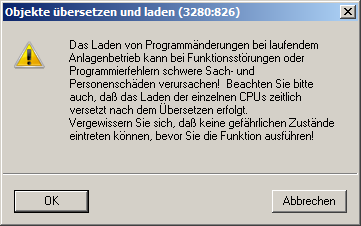 Objekte übersetzen und laden (3280:826)
Das Laden von Programmänderungen bei laufendem
Anlagenbetrieb kann bei Funktionsstörungen oder
Programmierfehlern schwere Sach- und
Personenschäden verursachen! Beachten Sie bitte
auch, daß das Laden der einzelnen CPUs zeitlich
versetzt nach dem Übersetzen erfolgt.
Vergewissern Sie sich, daß keine gefährlichen Zustände
eintreten können, bevor Sie die Funktion ausführen!
OK
Abbrechen